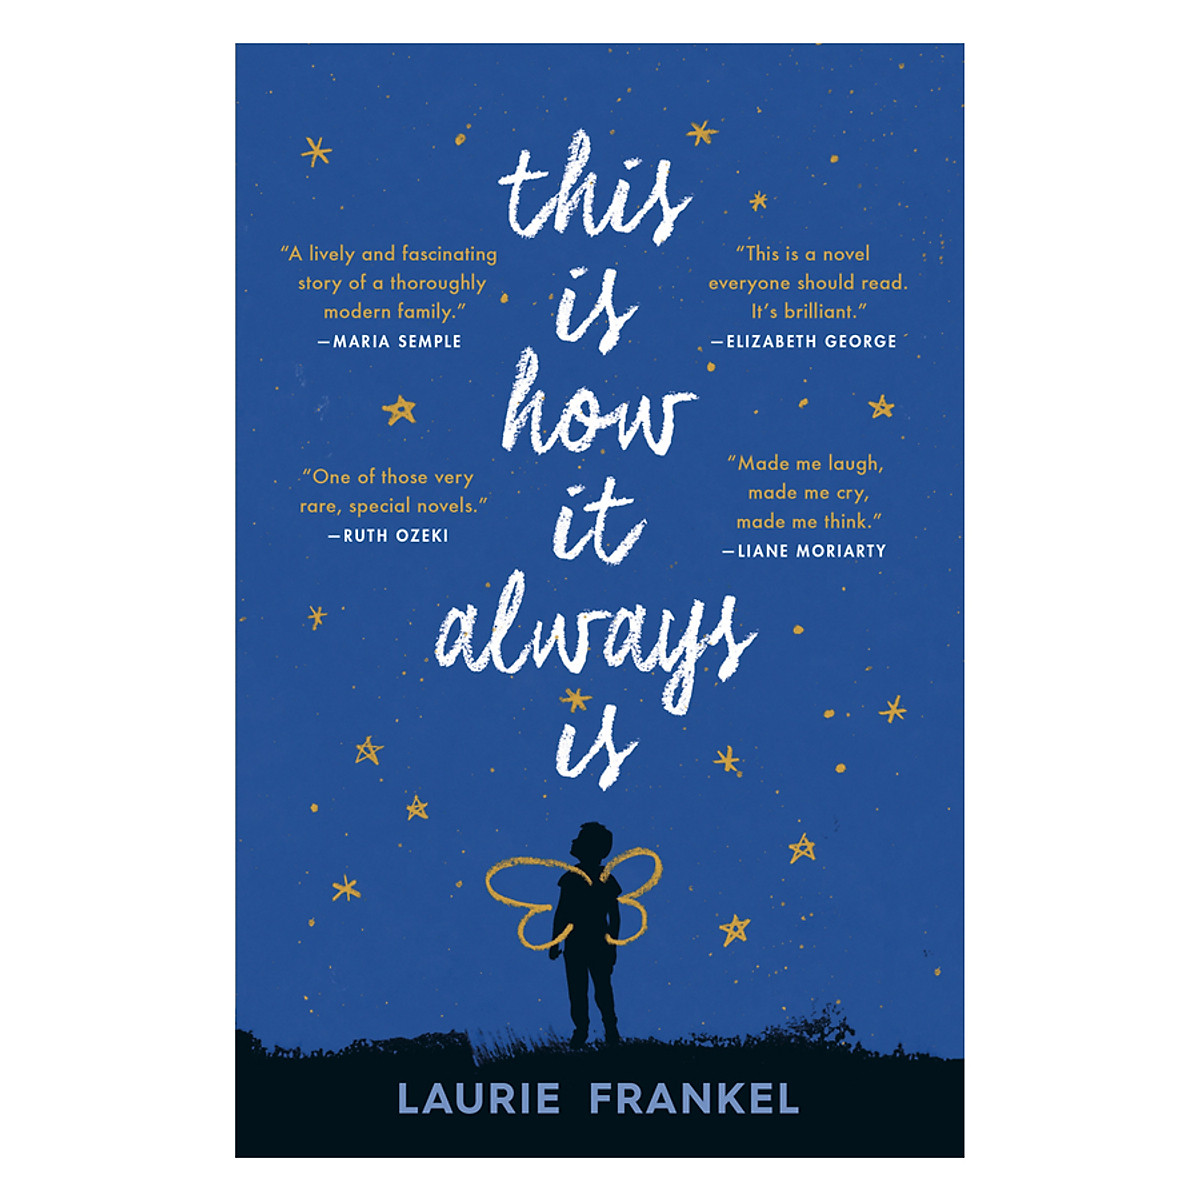 this
is
how
it
always
is
“A lively and fascinating
story of a thoroughly
modern family.”
—MARIA SEMPLE
“This is a novel
everyone should read.
It’s brilliant.”
—ELIZABETH GEORGE
“One of those very
rare, special novels.”
—RUTH OZEKI
“Made me laugh,
made me cry,
made me think.”
—LIANE MORIARTY
LAURIE FRANKEL